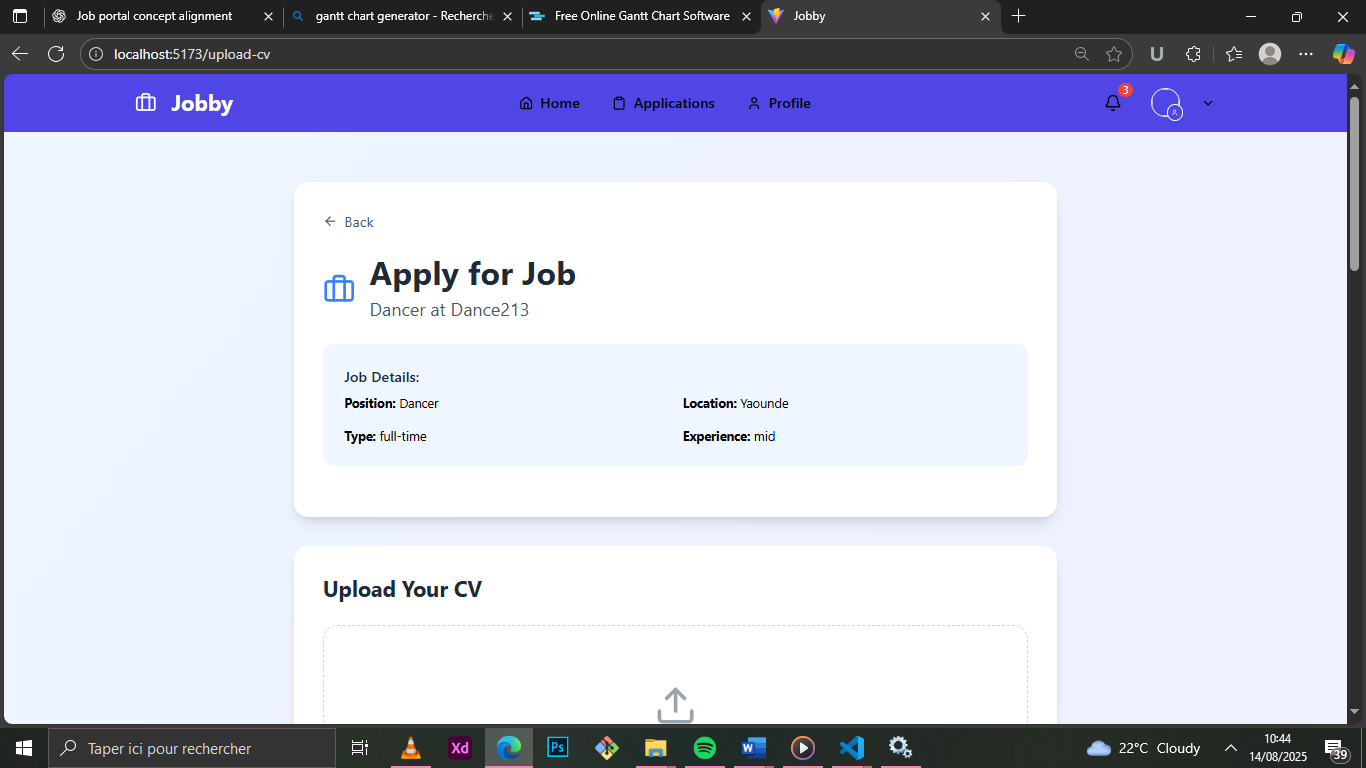 Job portal concept alignment
gantt chart generator - Recherche
Free Online Gantt Chart Software
Jobby
localhost:5173/upload-cv
U
Jobby
Home
Applications
Profile
3
Back
Apply for Job
Dancer at Dance213
Job Details:
Position: Dancer
Location: Yaounde
Type: full-time
Experience: mid
Upload Your CV
Taper ici pour rechercher
Xd
Ps
22°C Cloudy
10:44
14/08/2025
39